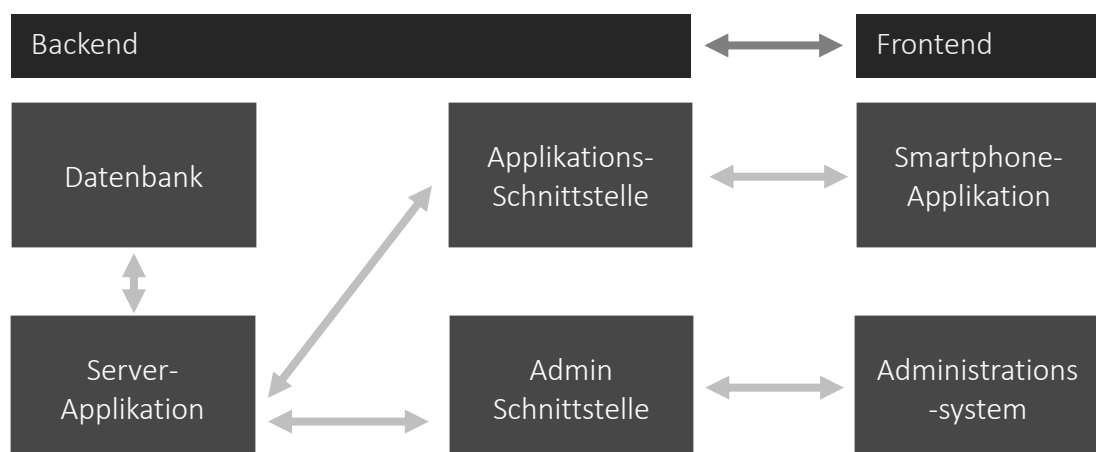 Backend
Frontend
Datenbank
Applikations-
Schnittstelle
Smartphone-
Applikation
Server-
Applikation
Admin
Schnittstelle
Administrations
-system